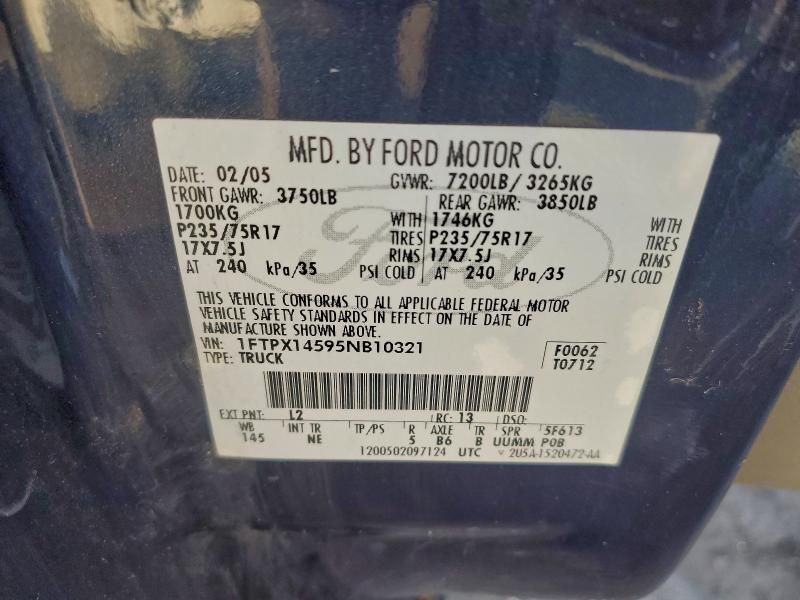 MFD. BY FORD MOTOR CO.
DATE: 02/05 GVWR: 7200LB / 3265KG
FRONT GAWR: 3750LB REAR GAWR: 3850LB
1700KG WITH 1746KG WITH
P235/75R17 TIRES P235/75R17 TIRES
17X7.5J RIMS 17X7.5J RIMS
AT 240 kPa/35 PSI COLD AT 240 kPa/35 PSI COLD
Ford
THIS VEHICLE CONFORMS TO ALL APPLICABLE FEDERAL MOTOR
VEHICLE SAFETY STANDARDS IN EFFECT ON THE DATE OF
MANUFACTURE SHOWN ABOVE.
VIN: 1FTPX14595NB10321 F0062
TYPE: TRUCK T0712
EXT PNT: L2 RC: 13 DSO:
WB INT TR TP/PS R AXLE TR SPR 5F613
145 NE 5 B6 B UUMM POB
1200502097124 UTC 2U5A-1520472-AA